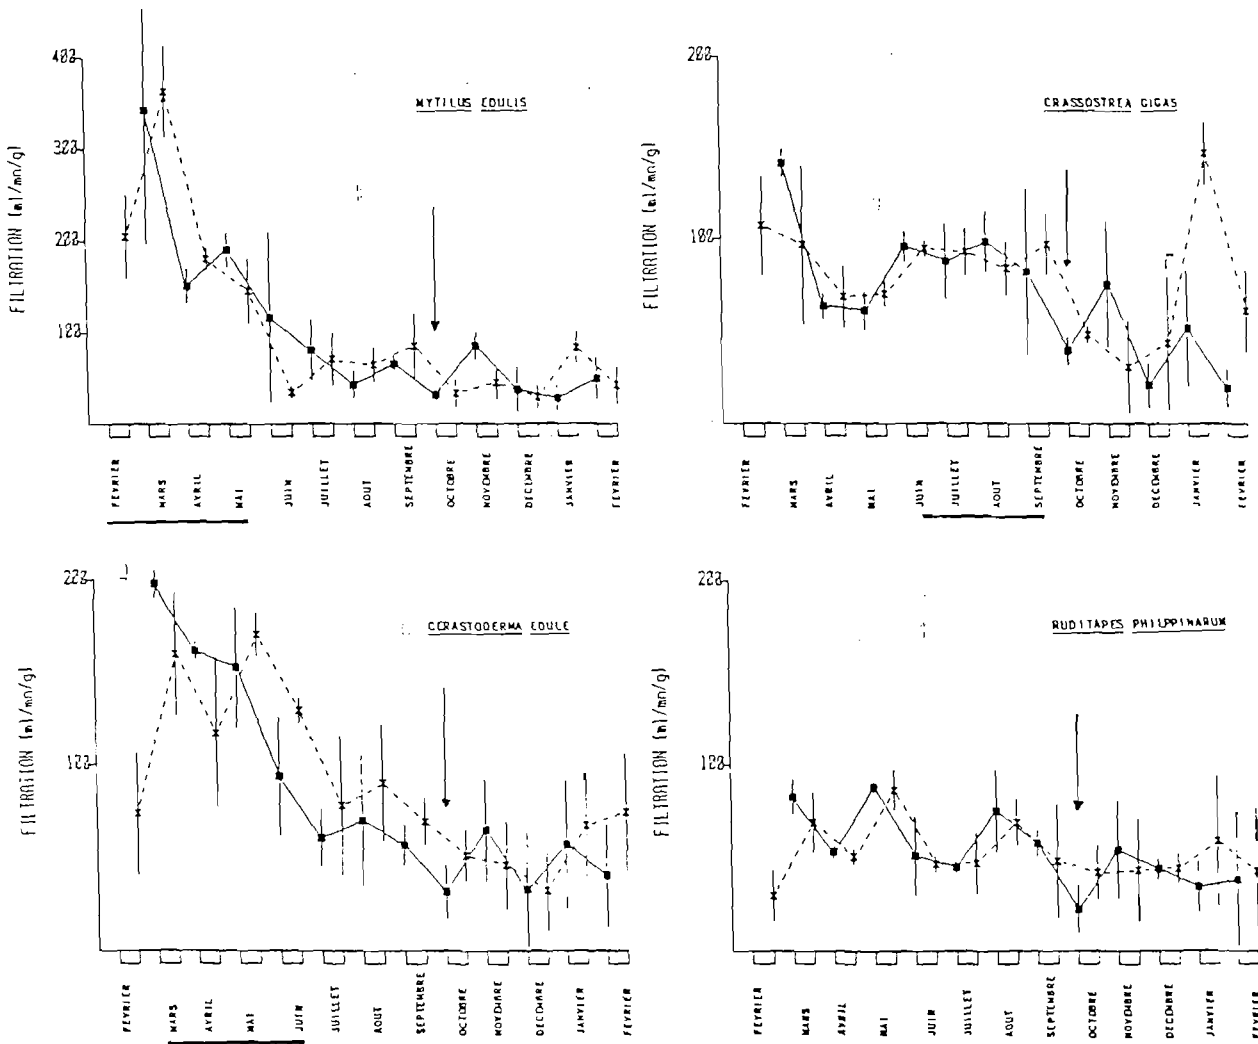 MYTILUS EDULIS
FILTRATION (ml/mn/g)
400
300
200
100
FEVRIER
MARS
AVRIL
MAI
JUIN
JUILLET
AOUT
SEPTEMBRE
OCTOBRE
NOVEMBRE
DECEMBRE
JANVIER
FEVRIER
CRASSOSTREA GIGAS
FILTRATION (ml/mn/g)
200
100
FEVRIER
MARS
AVRIL
MAI
JUIN
JUILLET
AOUT
SEPTEMBRE
OCTOBRE
NOVEMBRE
DECEMBRE
JANVIER
FEVRIER
CERASTODERMA EDULE
FILTRATION (ml/mn/g)
200
100
FEVRIER
MARS
AVRIL
MAI
JUIN
JUILLET
AOUT
SEPTEMBRE
OCTOBRE
NOVEMBRE
DECEMBRE
JANVIER
FEVRIER
RUDITAPES PHILIPPINARUM
FILTRATION (ml/mn/g)
200
100
FEVRIER
MARS
AVRIL
MAI
JUIN
JUILLET
AOUT
SEPTEMBRE
OCTOBRE
NOVEMBRE
DECEMBRE
JANVIER
FEVRIER